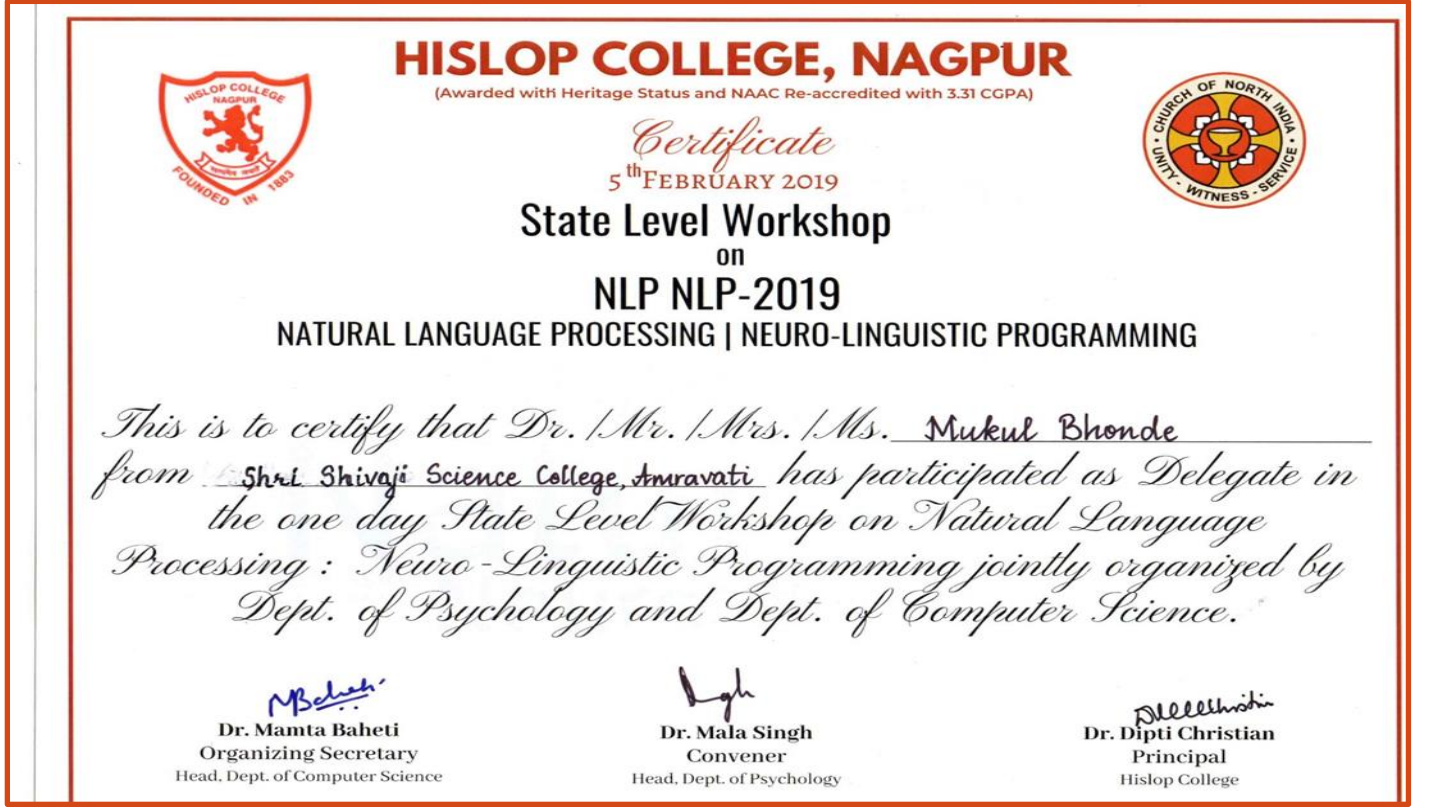 HISLOP COLLEGE, NAGPUR
(Awarded with Heritage Status and NAAC Re-accredited with 3.31 CGPA)
HISLOP COLLEGE
NAGPUR
FOUNDED IN 1883
CHURCH OF NORTH INDIA
UNITY - WITNESS - SERVICE
Certificate
5th FEBRUARY 2019
State Level Workshop
on
NLP NLP-2019
NATURAL LANGUAGE PROCESSING | NEURO-LINGUISTIC PROGRAMMING
This is to certify that Dr. /Mr. /Mrs. /Ms. Mukul Bhonde
from Shri Shivaji Science College, Amravati has participated as Delegate in
the one day State Level Workshop on Natural Language
Processing : Neuro-Linguistic Programming jointly organized by
Dept. of Psychology and Dept. of Computer Science.
Dr. Mamta Baheti
Organizing Secretary
Head, Dept. of Computer Science
Dr. Mala Singh
Convener
Head, Dept. of Psychology
Dr. Dipti Christian
Principal
Hislop College